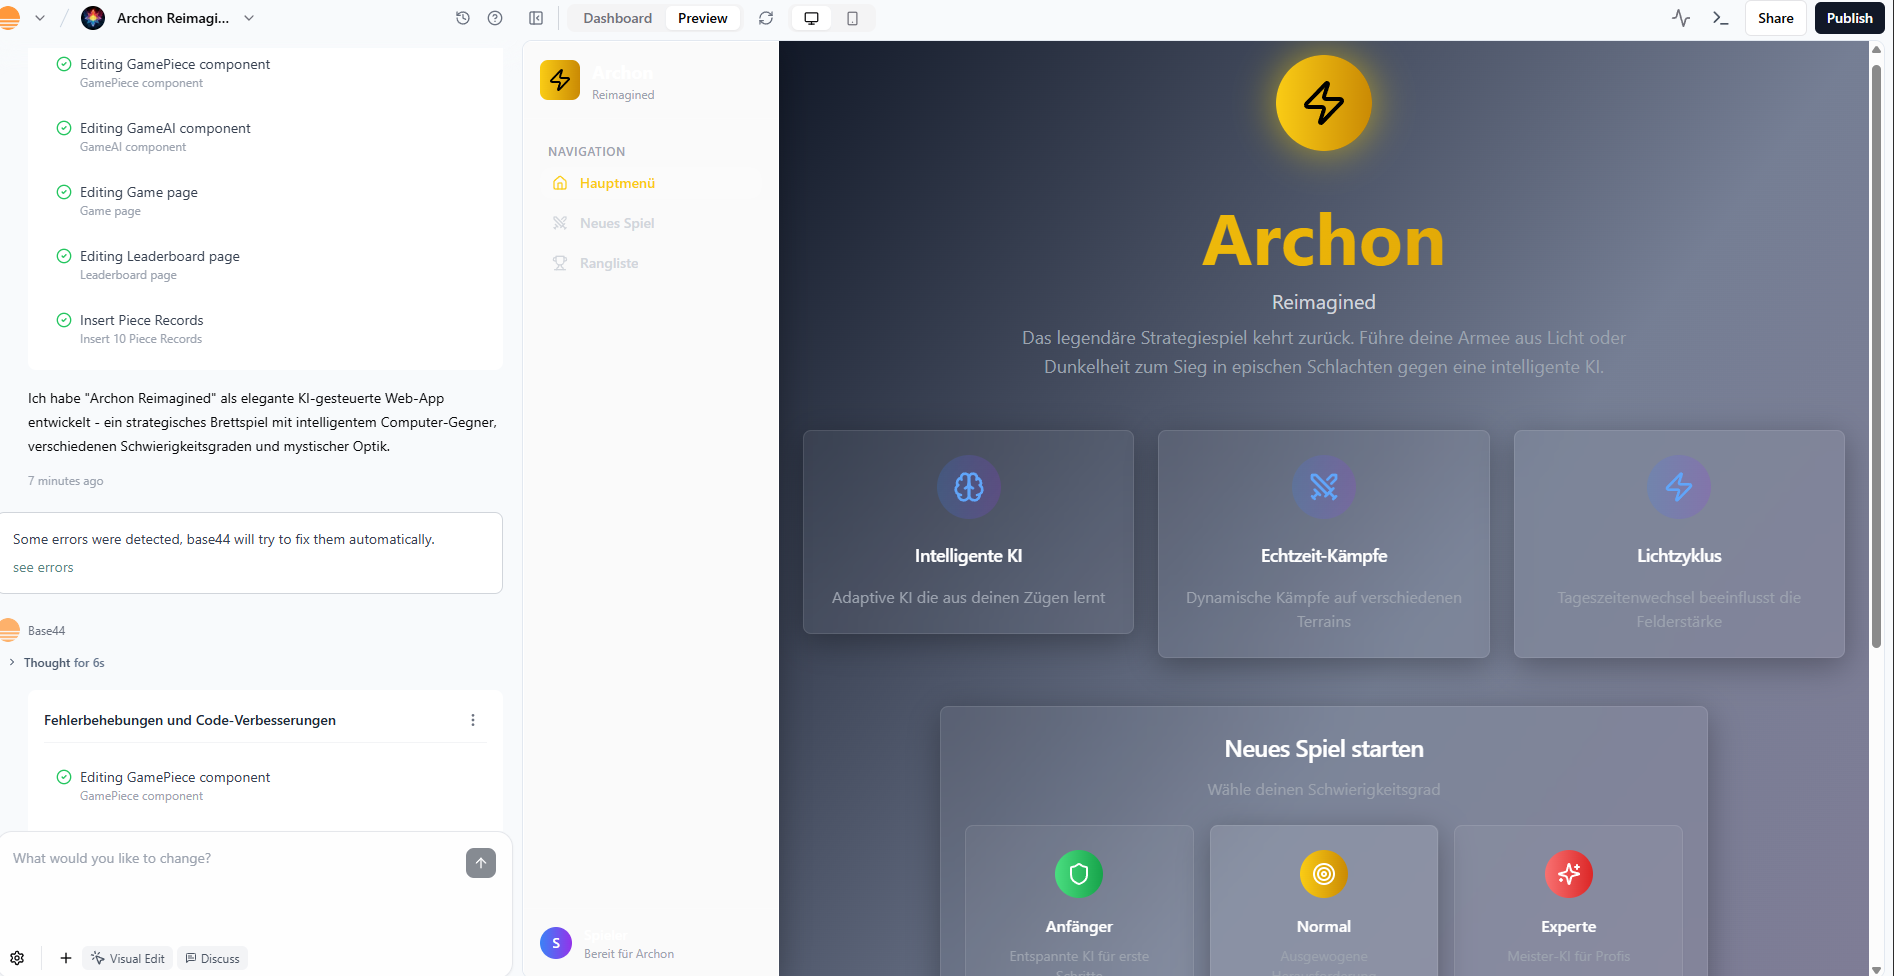 Archon Reimagi...
Dashboard
Preview
Share
Publish
Editing GamePiece component
GamePiece component
Editing GameAI component
GameAI component
Editing Game page
Game page
Editing Leaderboard page
Leaderboard page
Insert Piece Records
Insert 10 Piece Records
Ich habe "Archon Reimagined" als elegante KI-gesteuerte Web-App
entwickelt - ein strategisches Brettspiel mit intelligentem Computer-Gegner,
verschiedenen Schwierigkeitsgraden und mystischer Optik.
7 minutes ago
Some errors were detected, base44 will try to fix them automatically.
see errors
Base44
Thought for 6s
Fehlerbehebungen und Code-Verbesserungen
Editing GamePiece component
GamePiece component
What would you like to change?
Visual Edit
Discuss
Archon
Reimagined
NAVIGATION
Hauptmenü
Neues Spiel
Rangliste
S
Bereit für Archon
Archon
Reimagined
Das legendäre Strategiespiel kehrt zurück. Führe deine Armee aus Licht oder
Dunkelheit zum Sieg in epischen Schlachten gegen eine intelligente KI.
Intelligente KI
Adaptive KI die aus deinen Zügen lernt
Echtzeit-Kämpfe
Dynamische Kämpfe auf verschiedenen
Terrains
Lichtzyklus
Tageszeitenwechsel beeinflusst die
Felderstärke
Neues Spiel starten
Wähle deinen Schwierigkeitsgrad
Anfänger
Entspannte KI für erste
Schritte
Normal
Ausgewogene
Herausforderung
Experte
Meister-KI für Profis